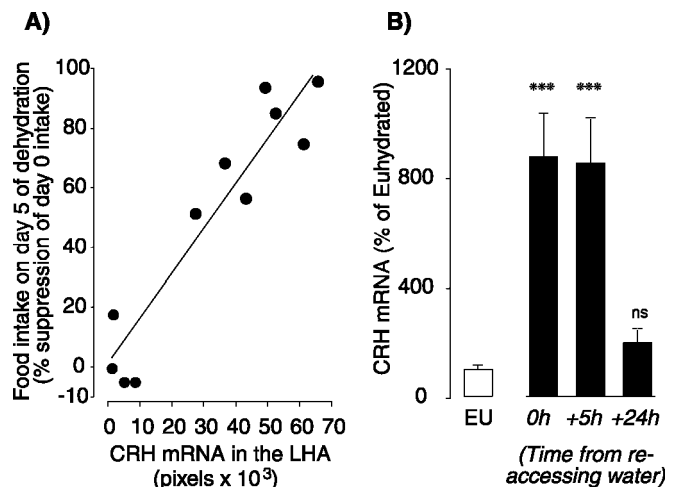 A)
Food intake on day 5 of dehydration
(% suppression of day 0 intake)
100
80
60
40
20
0
-10
0 10 20 30 40 50 60 70
CRH mRNA in the LHA
(pixels x 10³)
B)
CRH mRNA (% of Euhydrated)
1200
800
400
0
*** ***
ns
EU 0h +5h +24h
(Time from re-
accessing water)